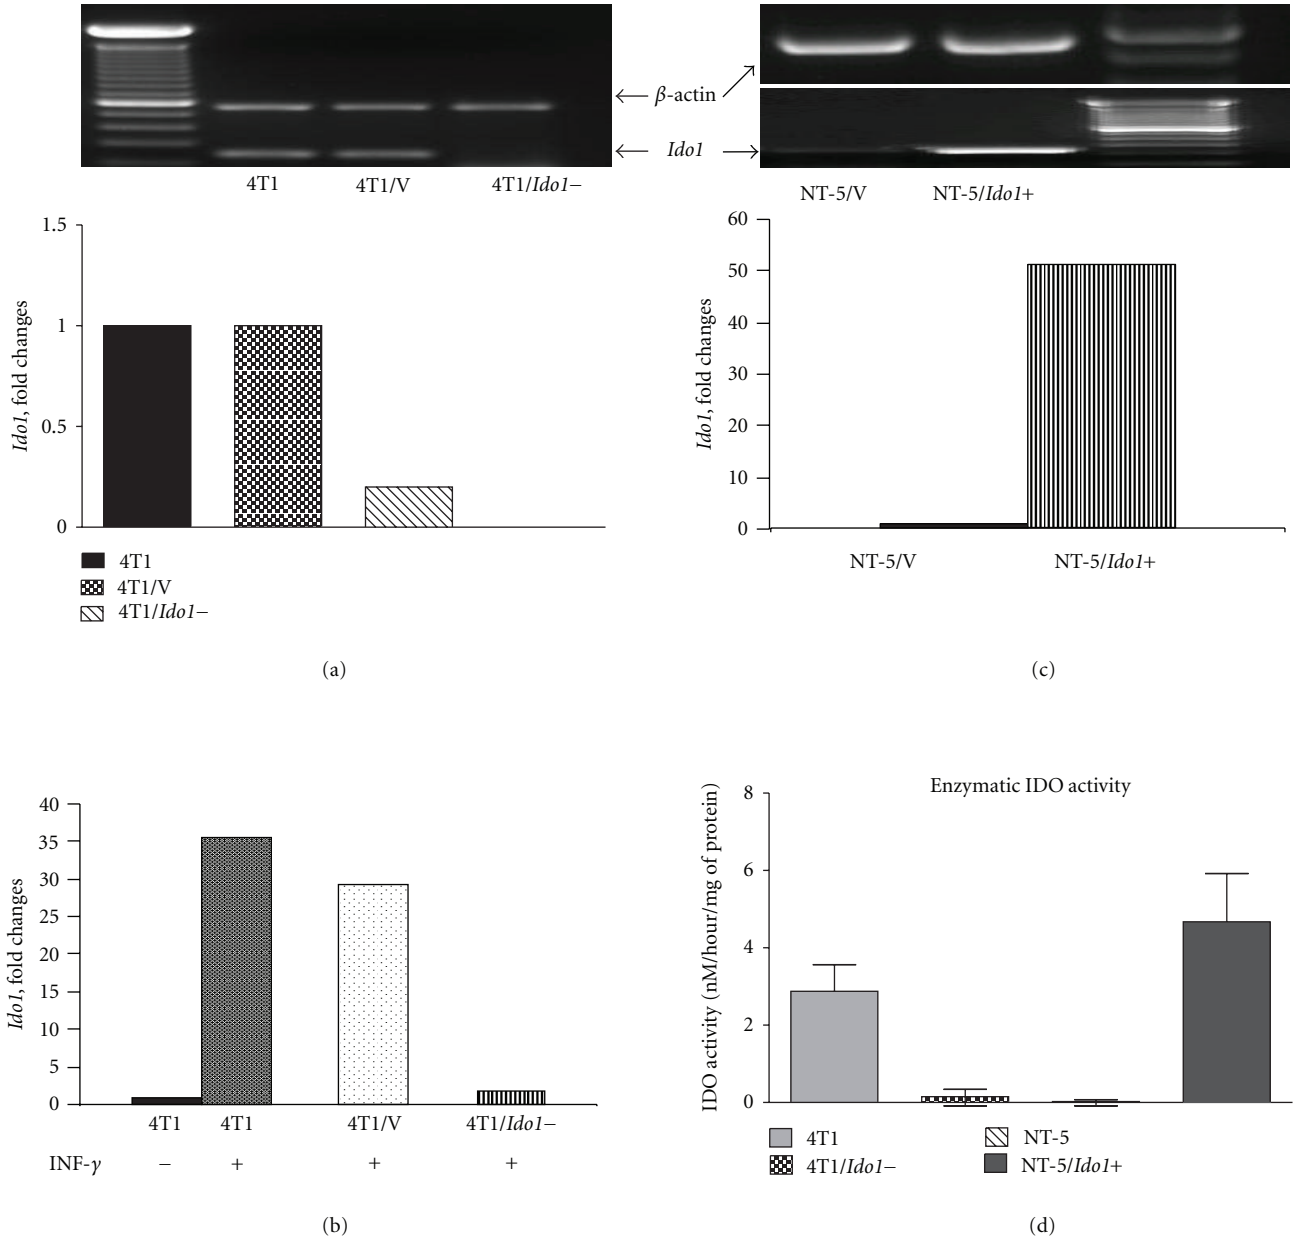 β-actin
Ido1
4T1 4T1/V 4T1/Ido1−
NT-5/V NT-5/Ido1+
1.5
1
0.5
0
Ido1, fold changes
4T1
4T1/V
4T1/Ido1−
(a)
60
50
40
30
20
10
0
Ido1, fold changes
NT-5/V NT-5/Ido1+
(c)
40
35
30
25
20
15
10
5
0
Ido1, fold changes
4T1 4T1 4T1/V 4T1/Ido1−
INF-γ − + + +
(b)
Enzymatic IDO activity
8
6
4
2
0
IDO activity (nM/hour/mg of protein)
4T1
4T1/Ido1−
NT-5
NT-5/Ido1+
(d)